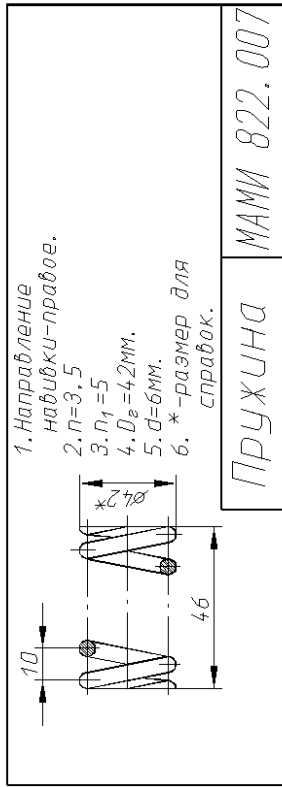 1. Направление
навивки-правое.
2. n=3,5
3. n₁=5
4. D₂=42мм.
5. d=6мм.
6. *-размер для
справок.
10
ø42*
46
Пружина
МАМИ 822.007